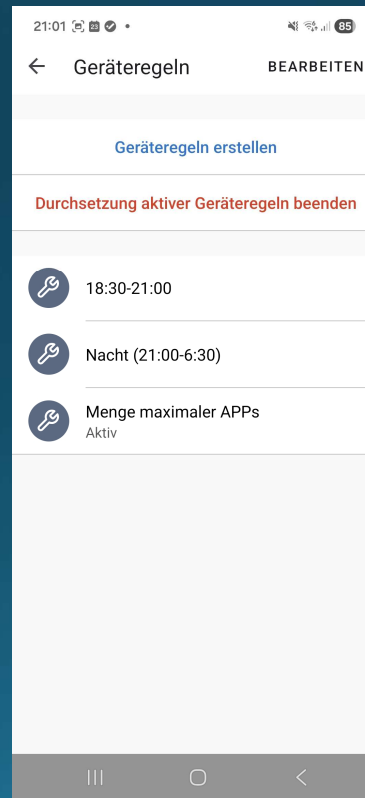 21:01 23 85
Geräteregeln BEARBEITEN
Geräteregeln erstellen
Durchsetzung aktiver Geräteregeln beenden
18:30-21:00
Nacht (21:00-6:30)
Menge maximaler APPs
Aktiv